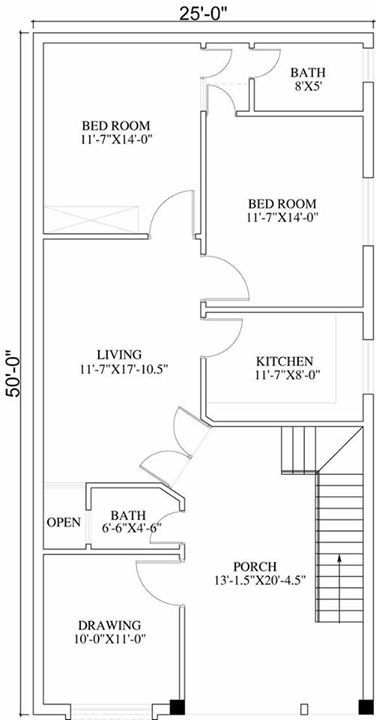 25'-0"
BATH
8'X5'
BED ROOM
11'-7"X14'-0"
BED ROOM
11'-7"X14'-0"
50'-0"
LIVING
11'-7"X17'-10.5"
KITCHEN
11'-7"X8'-0"
OPEN
BATH
6'-6"X4'-6"
PORCH
13'-1.5"X20'-4.5"
DRAWING
10'-0"X11'-0"